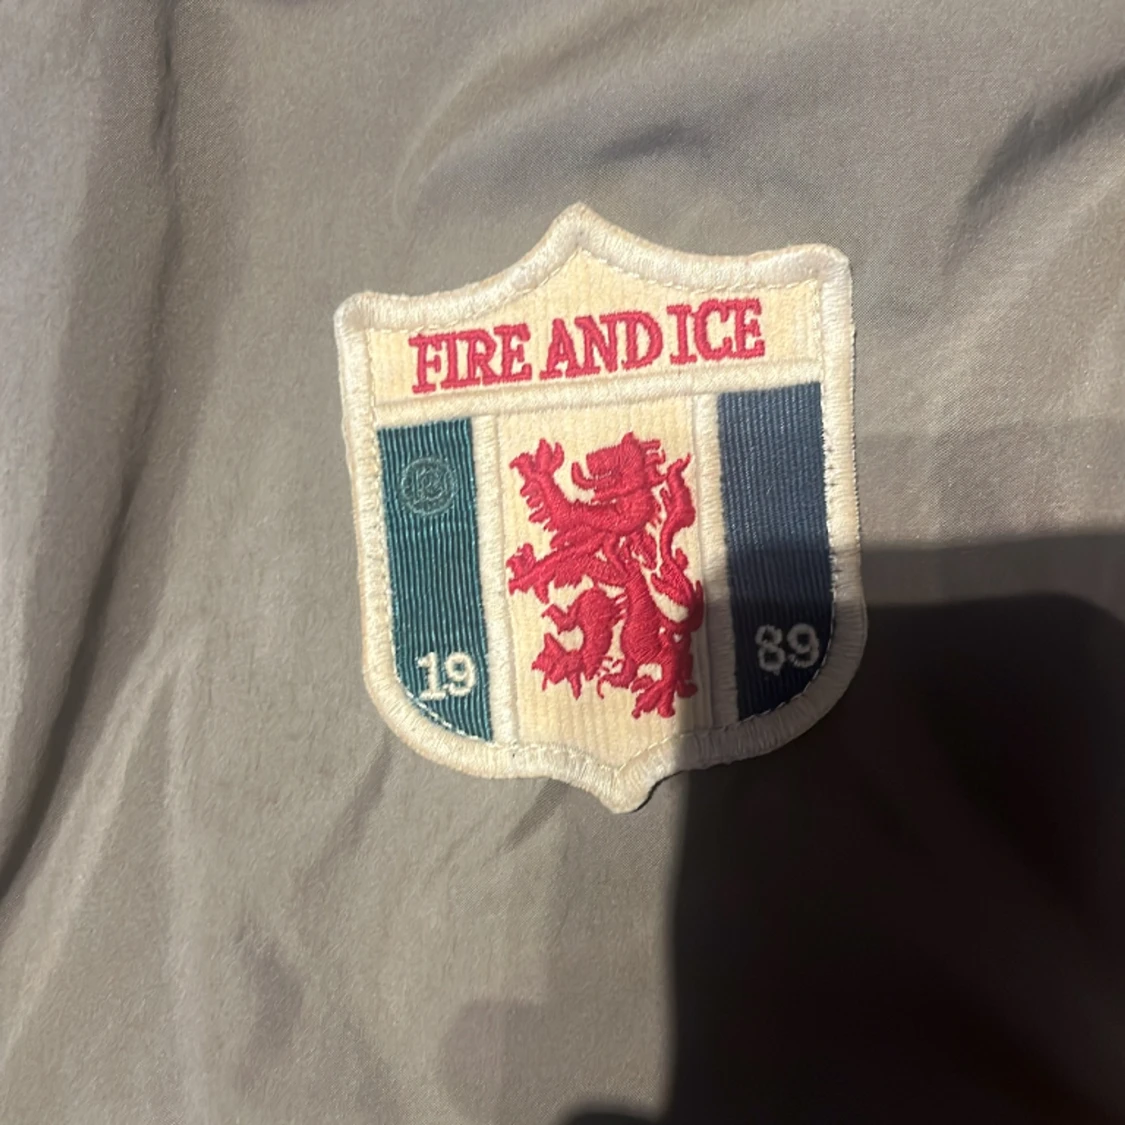 FIRE AND ICE
19 89